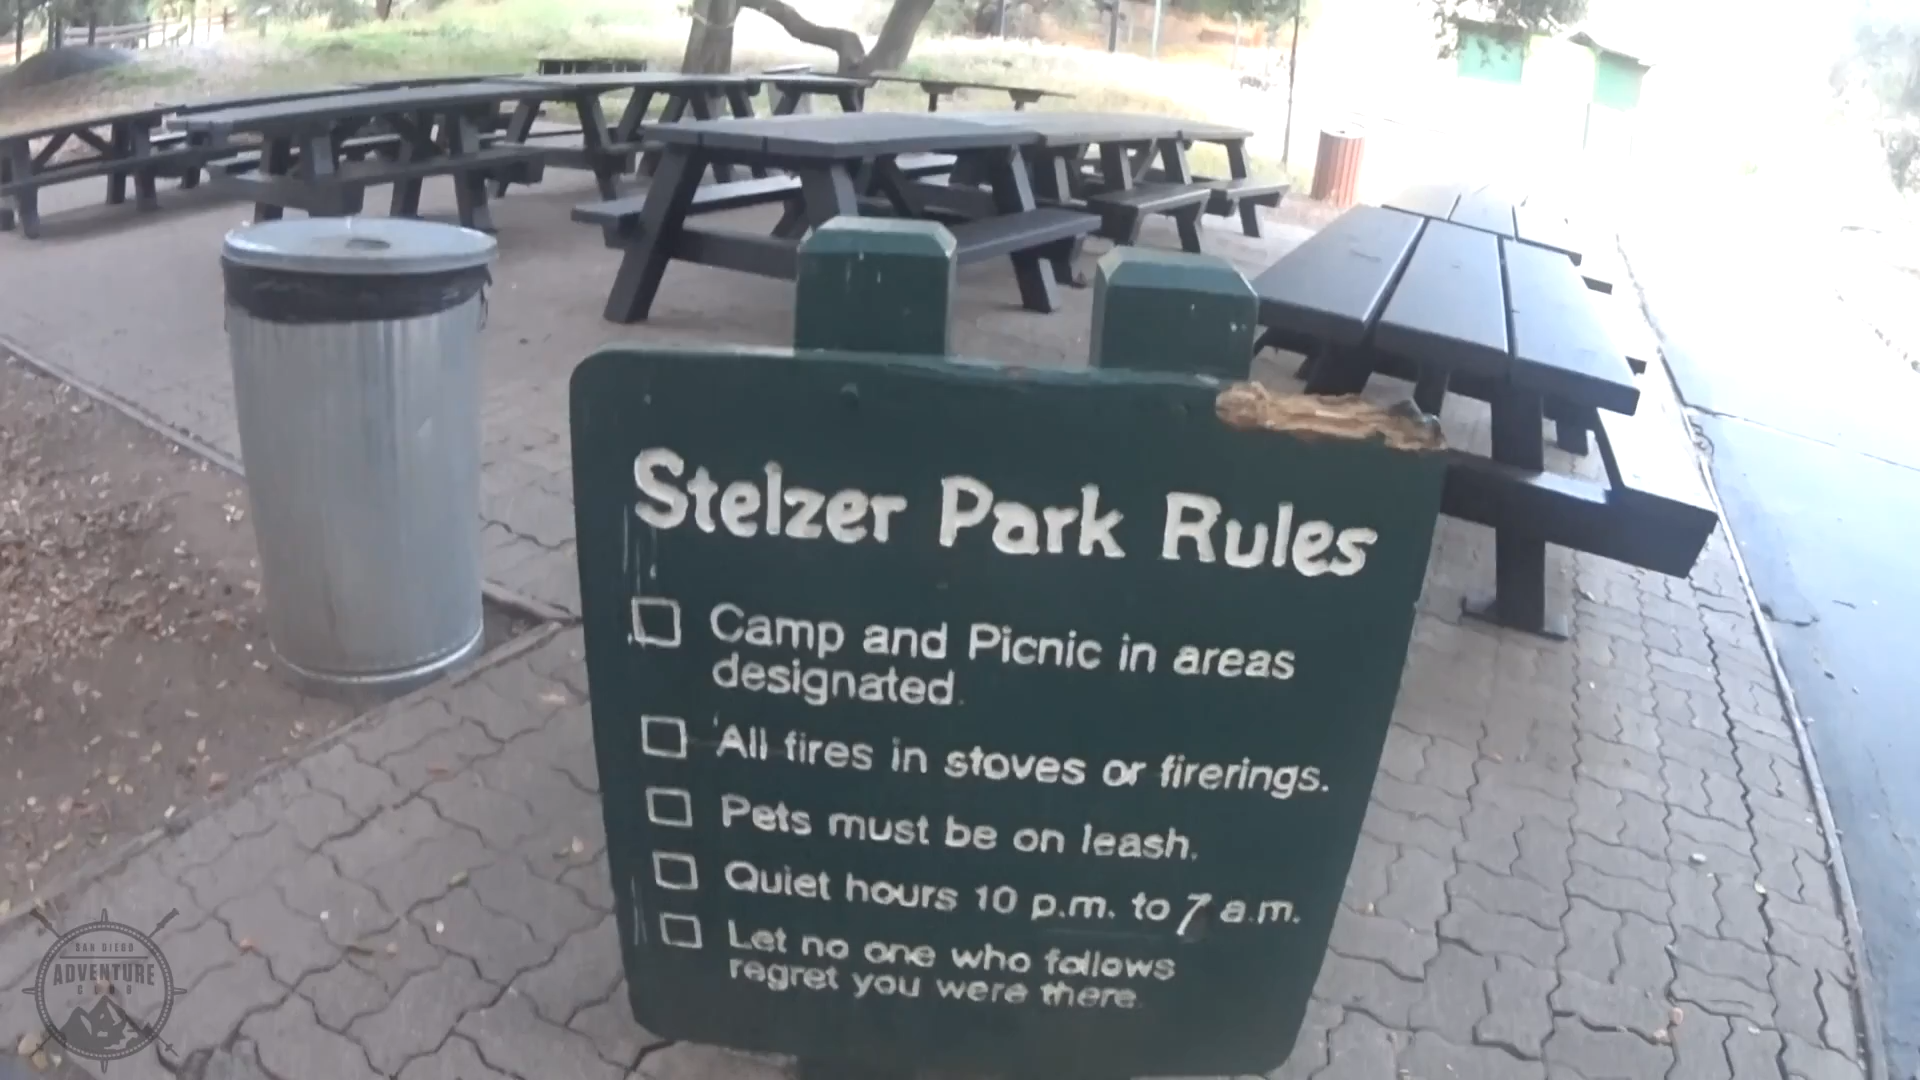 Stelzer Park Rules
Camp and Picnic in areas
designated.
All fires in stoves or firerings.
Pets must be on leash.
Quiet hours 10 p.m. to 7 a.m.
Let no one who follows
regret you were there.
SAN DIEGO
ADVENTURE
CLUB